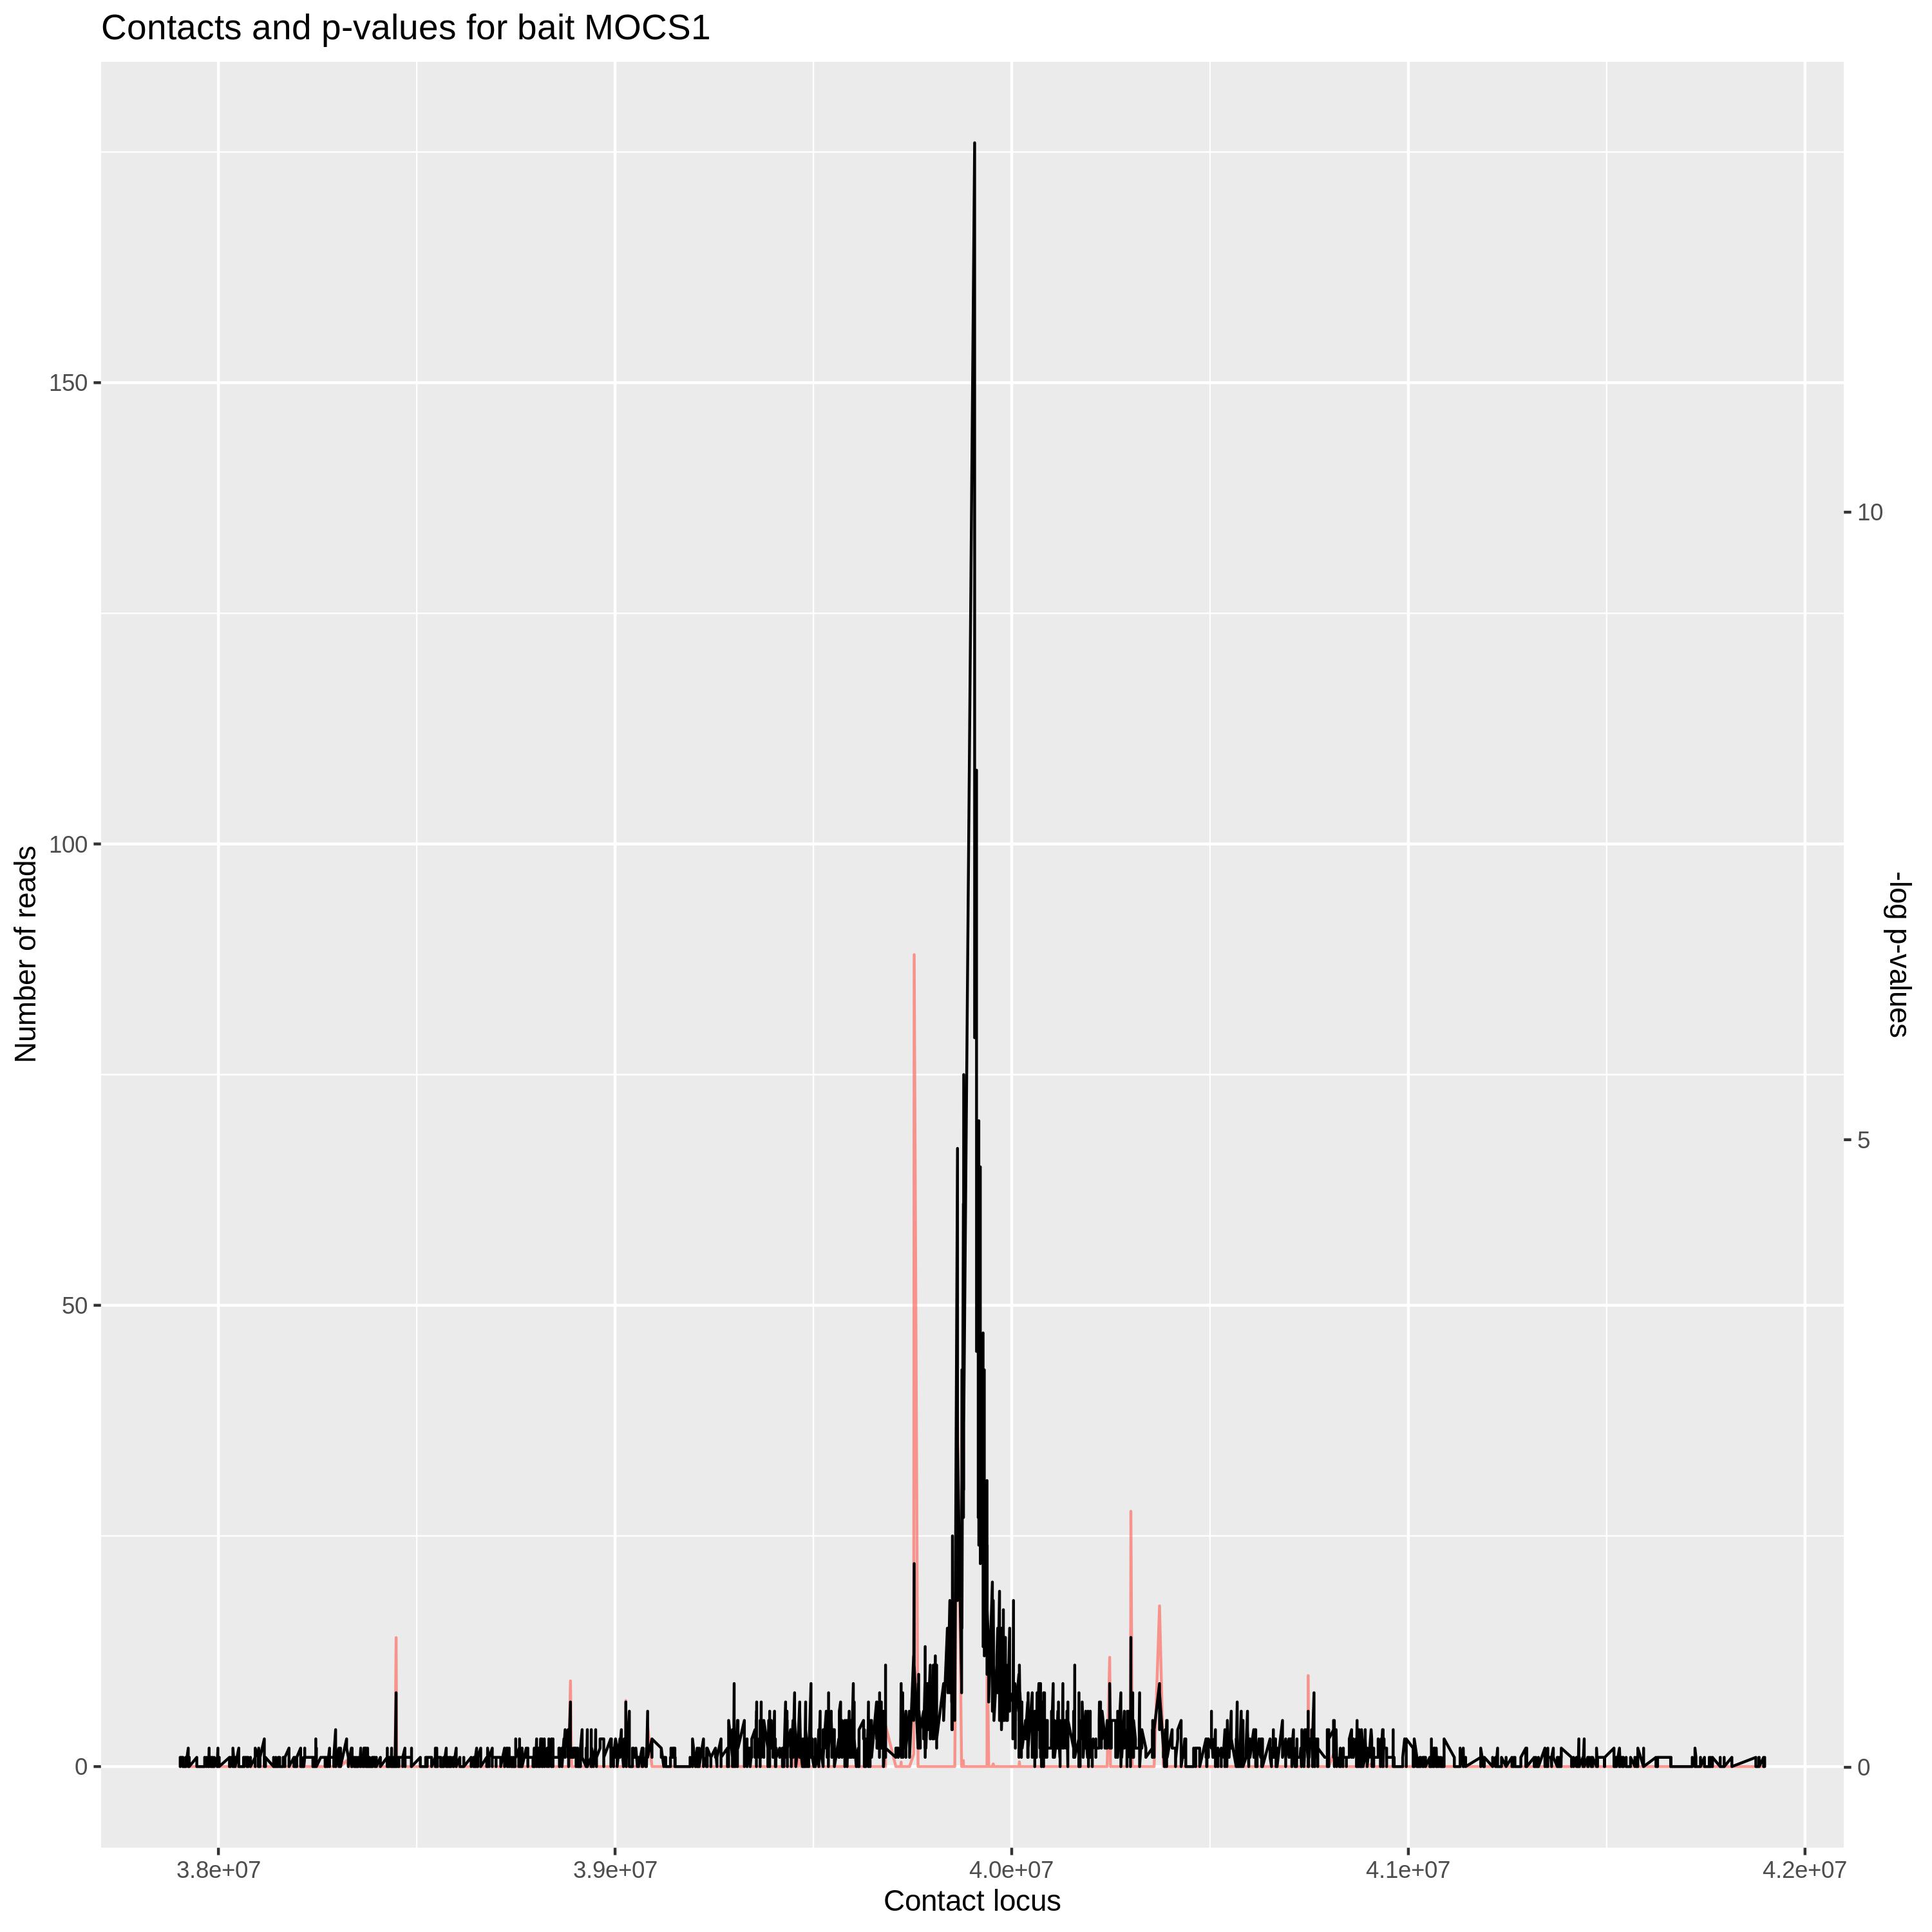 Contacts and p-values for bait MOCS1
150
100
50
0
Number of reads
10
5
0
-log p-values
3.8e+07
3.9e+07
4.0e+07
4.1e+07
4.2e+07
Contact locus